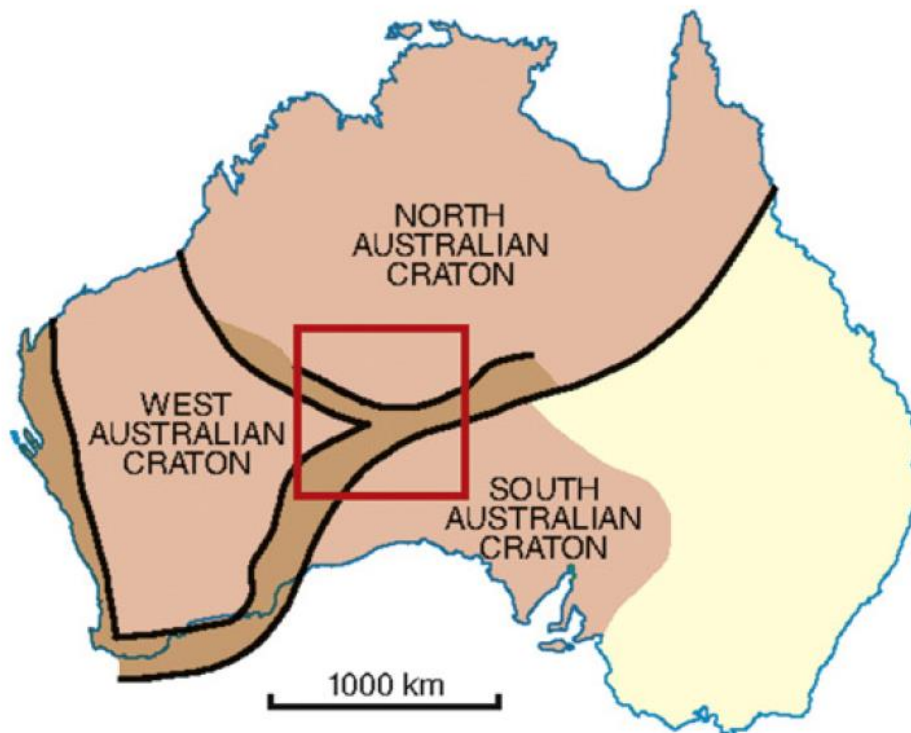 NORTH
AUSTRALIAN
CRATON
WEST
AUSTRALIAN
CRATON
SOUTH
AUSTRALIAN
CRATON
1000 km